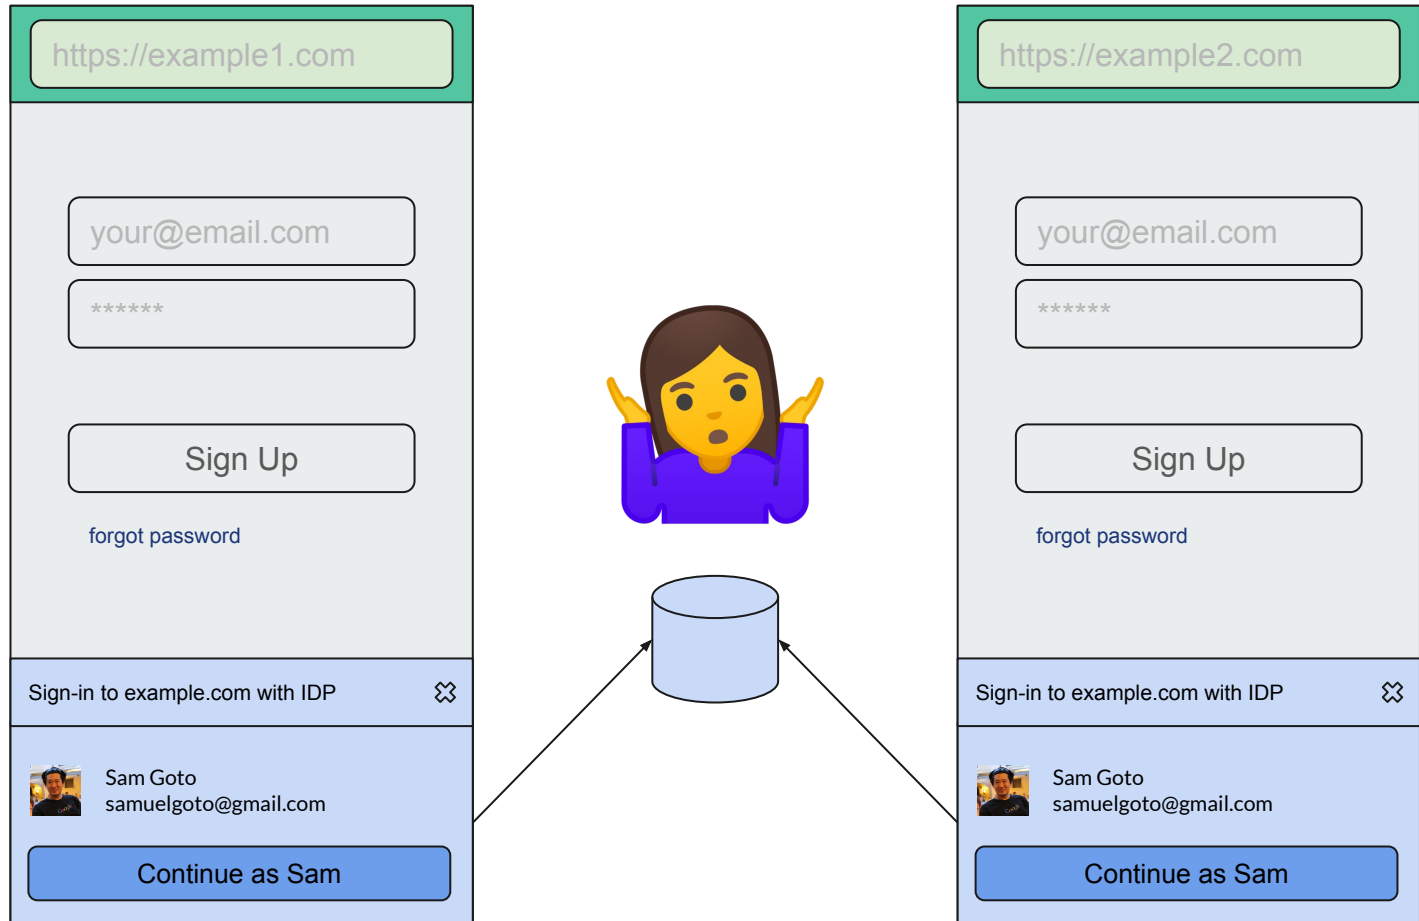 https://example1.com
your@email.com
******
Sign Up
forgot password
Sign-in to example.com with IDP
Sam Goto
samuelgoto@gmail.com
Continue as Sam
https://example2.com
your@email.com
******
Sign Up
forgot password
Sign-in to example.com with IDP
Sam Goto
samuelgoto@gmail.com
Continue as Sam